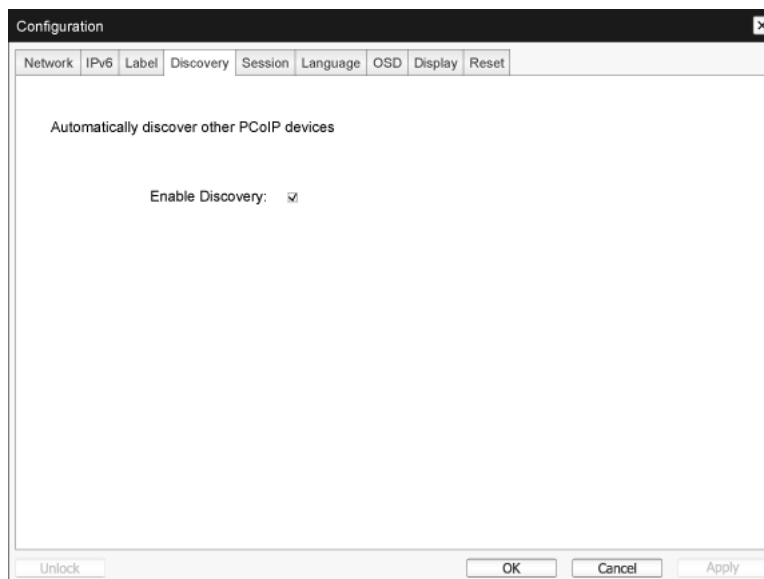 Configuration
Network IPv6 Label Discovery Session Language OSD Display Reset
Automatically discover other PCoIP devices
Enable Discovery:
Unlock OK Cancel Apply